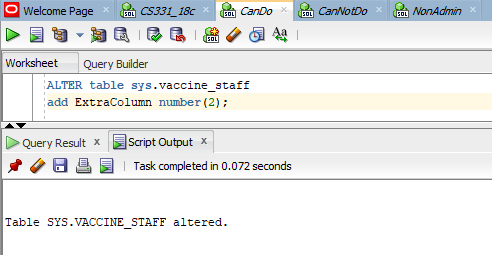 Welcome Page CS331_18c CanDo CanNotDo NonAdmin
Worksheet Query Builder
ALTER table sys.vaccine_staff
add ExtraColumn number(2);
Query Result x Script Output x
Task completed in 0.072 seconds
Table SYS.VACCINE_STAFF altered.